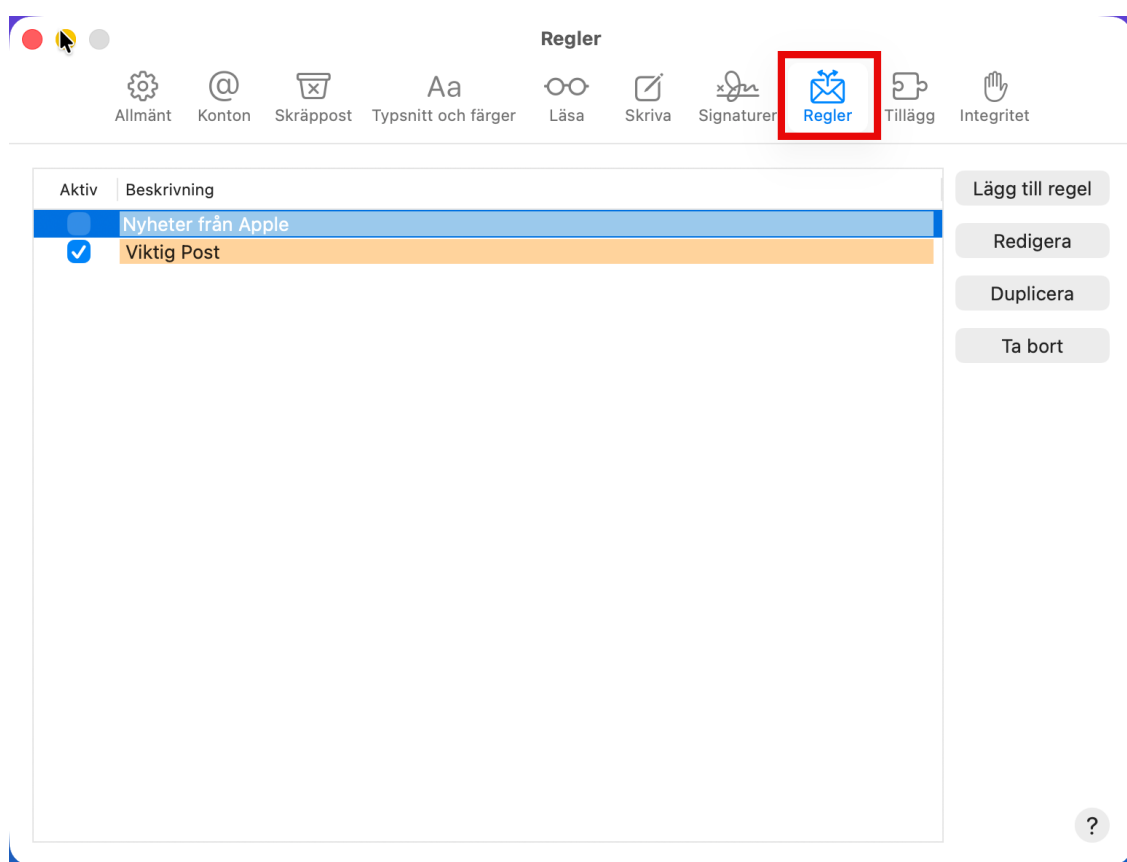 Regler
Allmänt
Konton
Skräppost
Aa
Typsnitt och färger
Läsa
Skriva
Signaturer
Regler
Tillägg
Integritet
Aktiv Beskrivning
Nyheter från Apple
Viktig Post
Lägg till regel
Redigera
Duplicera
Ta bort
?